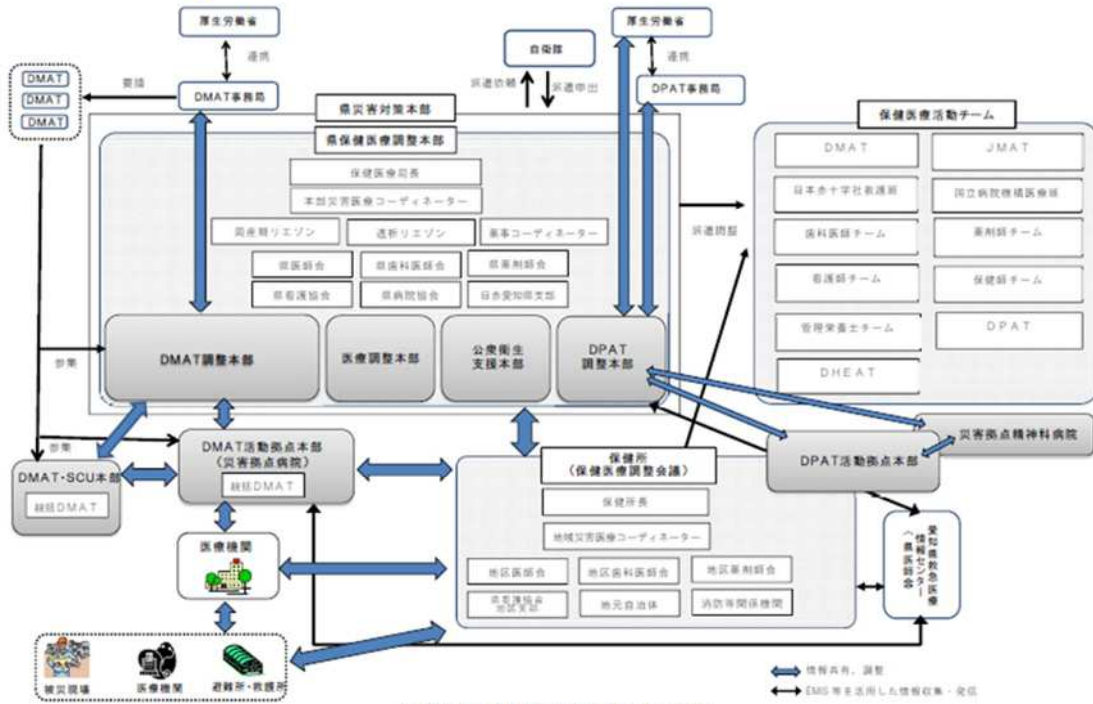 厚生労働省
連携
DMAT事務局
要請
DMAT
DMAT
DMAT
自衛隊
派遣依頼
派遣申出
厚生労働省
連携
DPAT事務局
県災害対策本部
県保健医療調整本部
保健医療局長
本部災害医療コーディネーター
周産期リエゾン
透析リエゾン
薬事コーディネーター
県医師会
県歯科医師会
県薬剤師会
県看護協会
県病院協会
日赤愛知県支部
DMAT調整本部
医療調整本部
公衆衛生
支援本部
DPAT
調整本部
派遣調整
保健医療活動チーム
DMAT
JMAT
日本赤十字社救護班
国立病院機構医療班
歯科医師チーム
薬剤師チーム
看護師チーム
保健師チーム
管理栄養士チーム
DPAT
DHEAT
参集
参集
DMAT・SCU本部
統括DMAT
DMAT活動拠点本部
（災害拠点病院）
統括DMAT
医療機関
被災現場
医療機関
避難所・救護所
保健所
（保健医療調整会議）
保健所長
地域災害医療コーディネーター
地区医師会
地区歯科医師会
地区薬剤師会
県看護協会
地区支部
地元自治体
消防等関係機関
DPAT活動拠点本部
災害拠点精神科病院
愛知県救急医療
情報センター
（県医師会）
情報共有、調整
EMIS等を活用した情報収集・発信